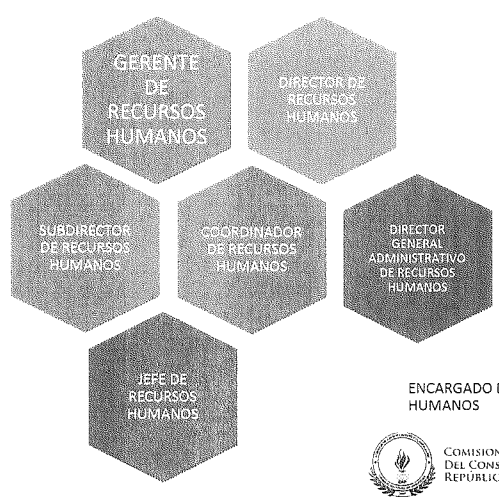 GERENTE
DE
RECURSOS
HUMANOS
DIRECTOR DE
RECURSOS
HUMANOS
SUBDIRECTOR
DE RECURSOS
HUMANOS
COORDINADOR
DE RECURSOS
HUMANOS
DIRECTOR
GENERAL
ADMINISTRATIVO
DE RECURSOS
HUMANOS
JEFE DE
RECURSOS
HUMANOS
ENCARGADO
HUMANOS
COMISION
DEL CONS
REPÚBLIC